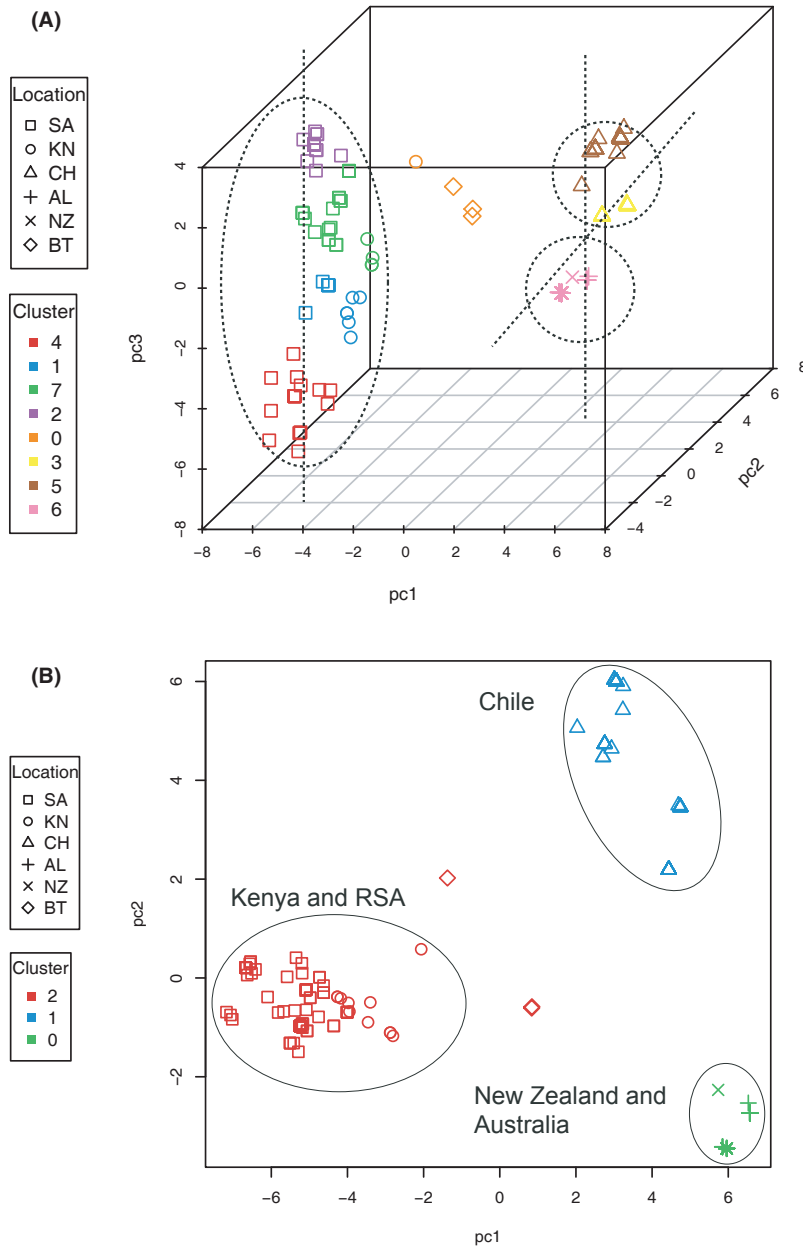 (A)
Location
SA
KN
CH
AL
NZ
BT
Cluster
4
1
7
2
0
3
5
6
pc3
4
2
0
−2
−4
−6
−8
−8
−6
−4
−2
0
2
4
6
8
pc1
−4
−2
0
2
4
6
8
pc2
(B)
Location
SA
KN
CH
AL
NZ
BT
Cluster
2
1
0
Chile
Kenya and RSA
New Zealand and
Australia
pc2
6
4
2
0
−2
−6
−4
−2
0
2
4
6
pc1